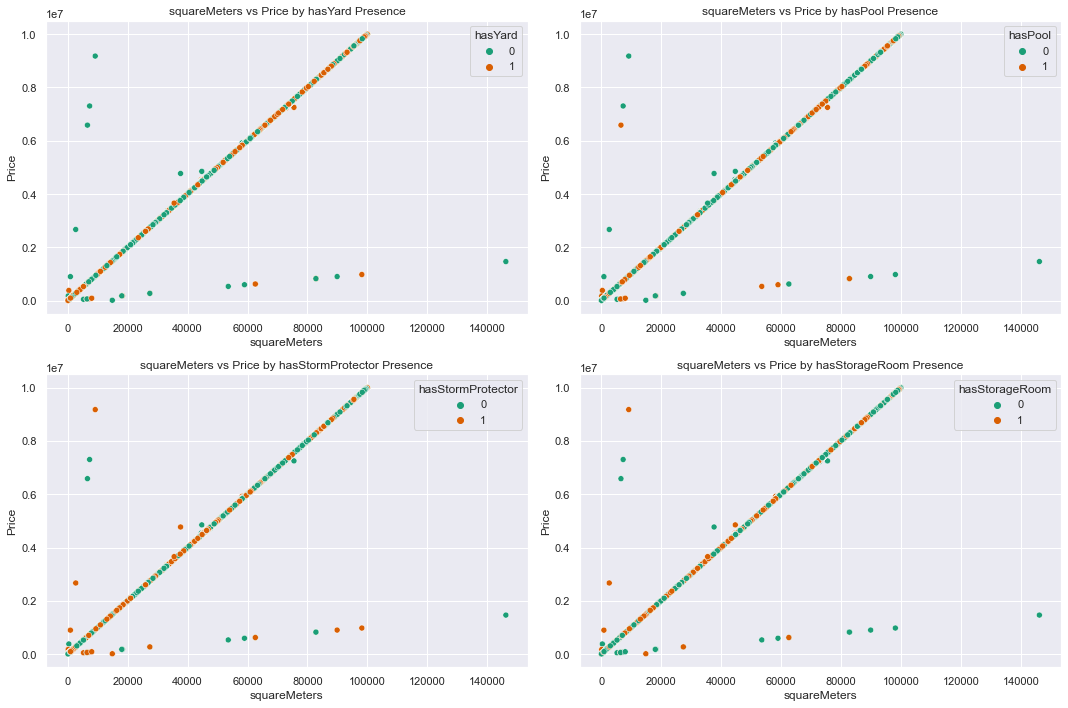 squareMeters vs Price by hasYard Presence
1e7
hasYard
0
1
1.0
0.8
0.6
0.4
0.2
0.0
Price
0 20000 40000 60000 80000 100000 120000 140000
squareMeters
squareMeters vs Price by hasPool Presence
1e7
hasPool
0
1
1.0
0.8
0.6
0.4
0.2
0.0
Price
0 20000 40000 60000 80000 100000 120000 140000
squareMeters
squareMeters vs Price by hasStormProtector Presence
1e7
hasStormProtector
0
1
1.0
0.8
0.6
0.4
0.2
0.0
Price
0 20000 40000 60000 80000 100000 120000 140000
squareMeters
squareMeters vs Price by hasStorageRoom Presence
1e7
hasStorageRoom
0
1
1.0
0.8
0.6
0.4
0.2
0.0
Price
0 20000 40000 60000 80000 100000 120000 140000
squareMeters